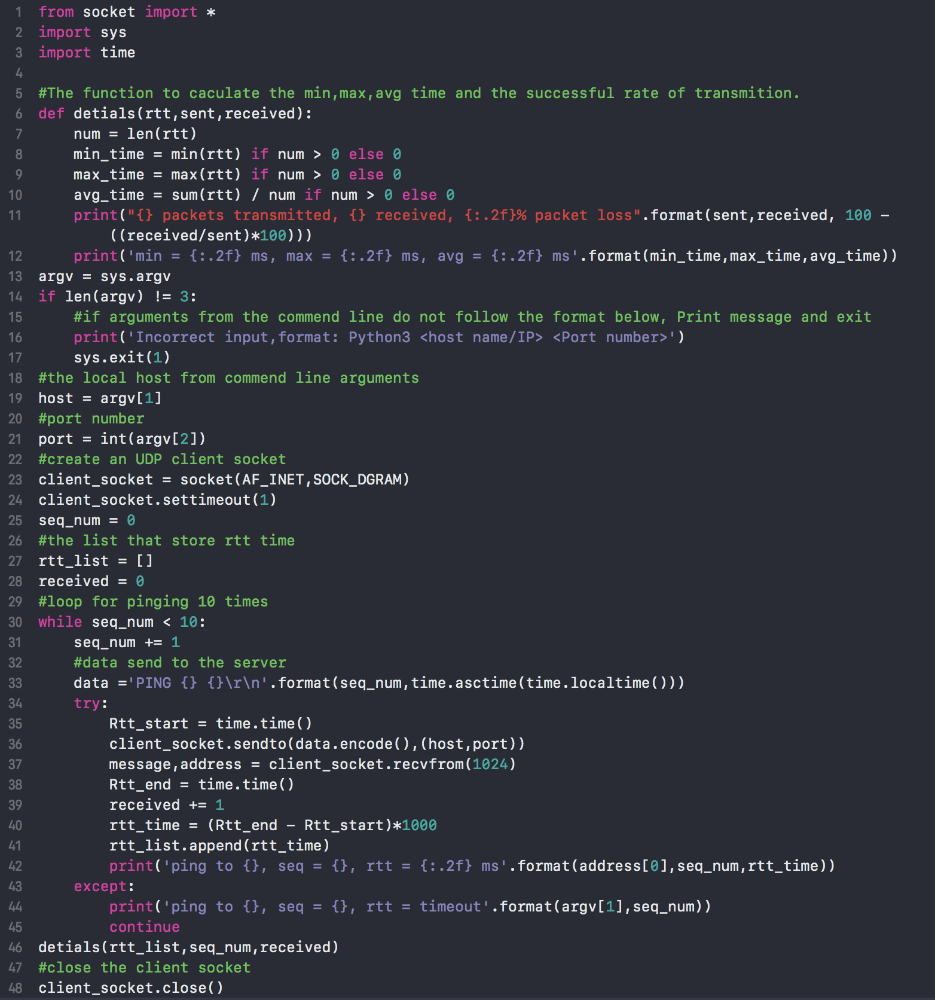 1 from socket import *
2 import sys
3 import time
4
5 #The function to caculate the min,max,avg time and the successful rate of transmition.
6 def detials(rtt,sent,received):
7     num = len(rtt)
8     min_time = min(rtt) if num > 0 else 0
9     max_time = max(rtt) if num > 0 else 0
10     avg_time = sum(rtt) / num if num > 0 else 0
11     print("{} packets transmitted, {} received, {:.2f}% packet loss".format(sent,received, 100 -
        ((received/sent)*100)))
12     print('min = {:.2f} ms, max = {:.2f} ms, avg = {:.2f} ms'.format(min_time,max_time,avg_time))
13 argv = sys.argv
14 if len(argv) != 3:
15     #if arguments from the commend line do not follow the format below, Print message and exit
16     print('Incorrect input,format: Python3 <host name/IP> <Port number>')
17     sys.exit(1)
18 #the local host from commend line arguments
19 host = argv[1]
20 #port number
21 port = int(argv[2])
22 #create an UDP client socket
23 client_socket = socket(AF_INET,SOCK_DGRAM)
24 client_socket.settimeout(1)
25 seq_num = 0
26 #the list that store rtt time
27 rtt_list = []
28 received = 0
29 #loop for pinging 10 times
30 while seq_num < 10:
31     seq_num += 1
32     #data send to the server
33     data ='PING {} {}\r\n'.format(seq_num,time.asctime(time.localtime()))
34     try:
35         Rtt_start = time.time()
36         client_socket.sendto(data.encode(),(host,port))
37         message,address = client_socket.recvfrom(1024)
38         Rtt_end = time.time()
39         received += 1
40         rtt_time = (Rtt_end - Rtt_start)*1000
41         rtt_list.append(rtt_time)
42         print('ping to {}, seq = {}, rtt = {:.2f} ms'.format(address[0],seq_num,rtt_time))
43     except:
44         print('ping to {}, seq = {}, rtt = timeout'.format(argv[1],seq_num))
45         continue
46 detials(rtt_list,seq_num,received)
47 #close the client socket
48 client_socket.close()